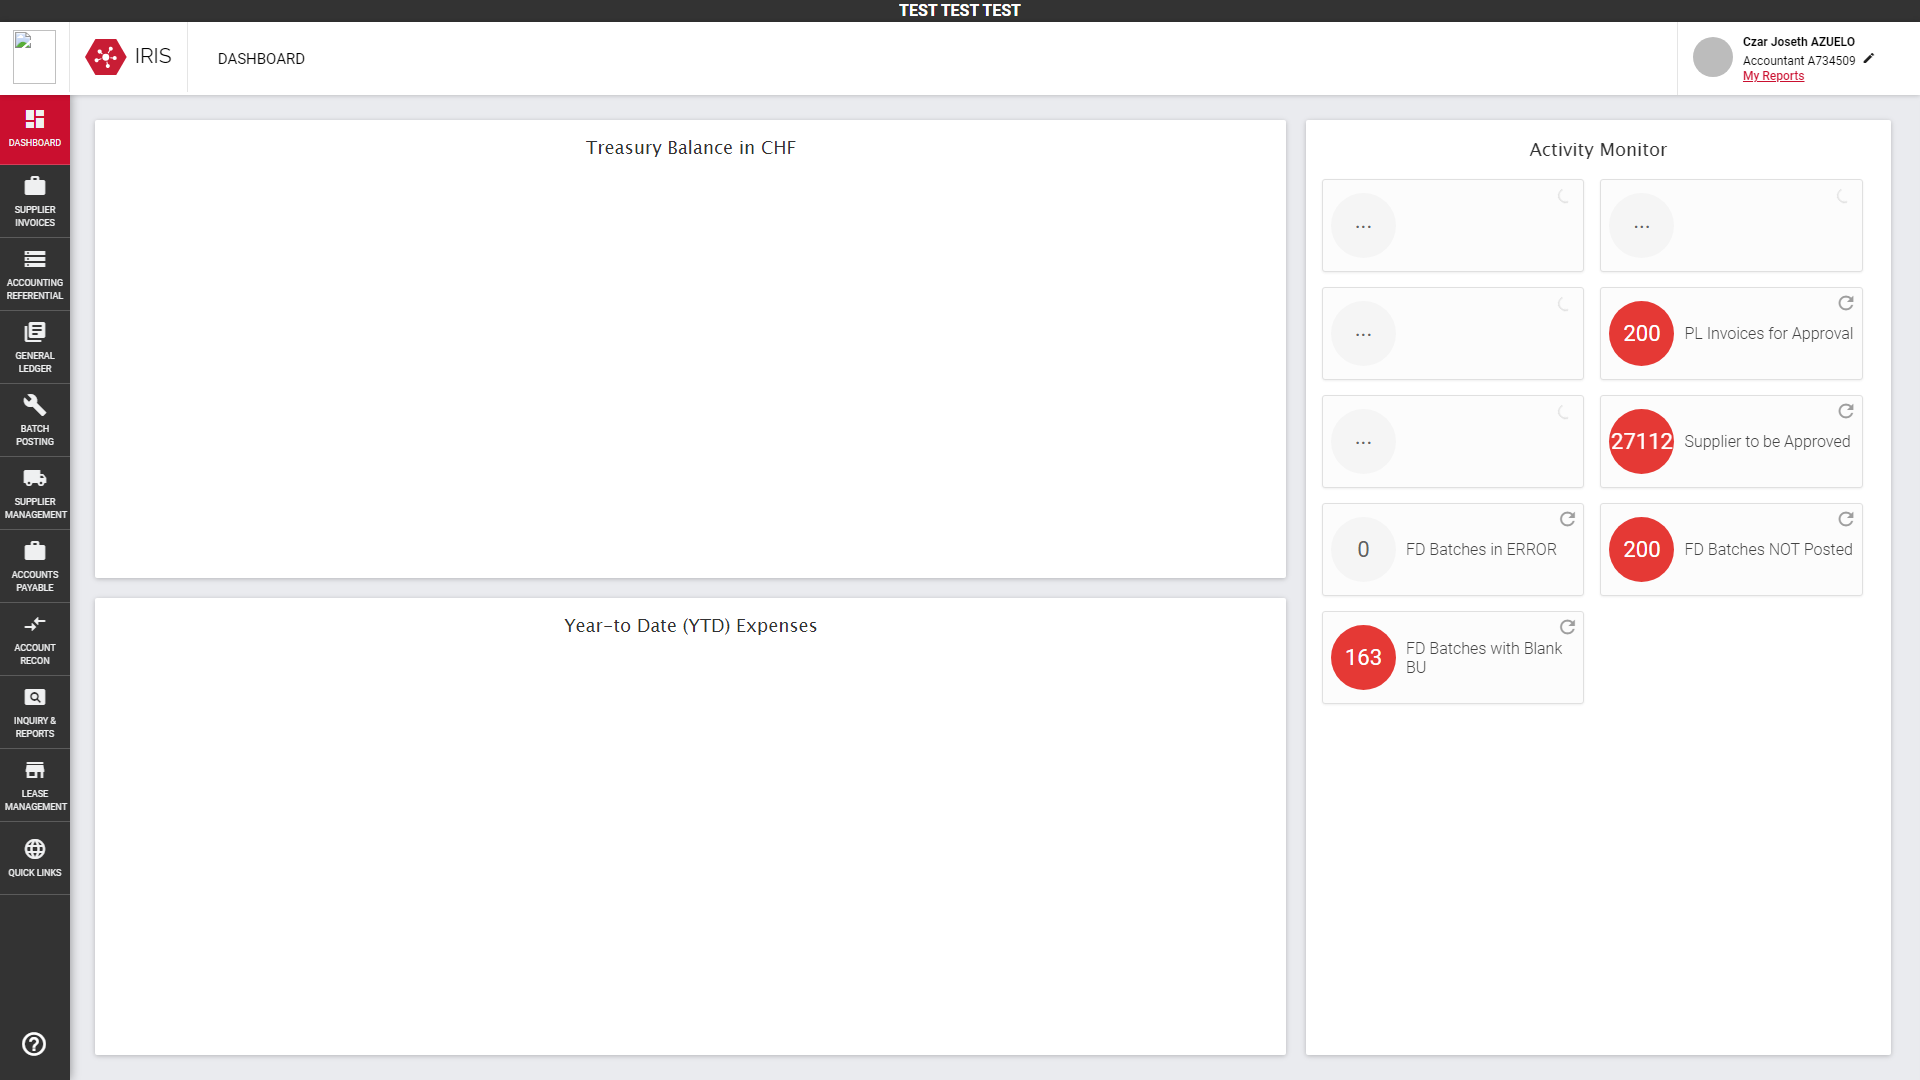 TEST TEST TEST
IRIS
DASHBOARD
Czar Joseth AZUELO
Accountant A734509
My Reports
DASHBOARD
SUPPLIER
INVOICES
ACCOUNTING
REFERENTIAL
GENERAL
LEDGER
BATCH
POSTING
SUPPLIER
MANAGEMENT
ACCOUNTS
PAYABLE
ACCOUNT
RECON
INQUIRY &
REPORTS
LEASE
MANAGEMENT
QUICK LINKS
Treasury Balance in CHF
Year-to Date (YTD) Expenses
Activity Monitor
...
...
...
200 PL Invoices for Approval
...
27112 Supplier to be Approved
0 FD Batches in ERROR
200 FD Batches NOT Posted
163 FD Batches with Blank
BU